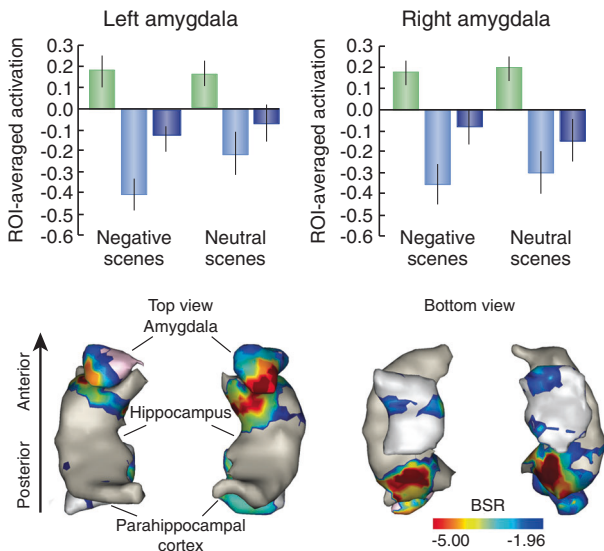 Left amygdala
ROI-averaged activation
0.3
0.2
0.1
0.0
-0.1
-0.2
-0.3
-0.4
-0.5
-0.6
Negative scenes
Neutral scenes
Right amygdala
ROI-averaged activation
0.3
0.2
0.1
0.0
-0.1
-0.2
-0.3
-0.4
-0.5
-0.6
Negative scenes
Neutral scenes
Top view
Bottom view
Amygdala
Anterior
Hippocampus
Posterior
Parahippocampal
cortex
BSR
-5.00 -1.96